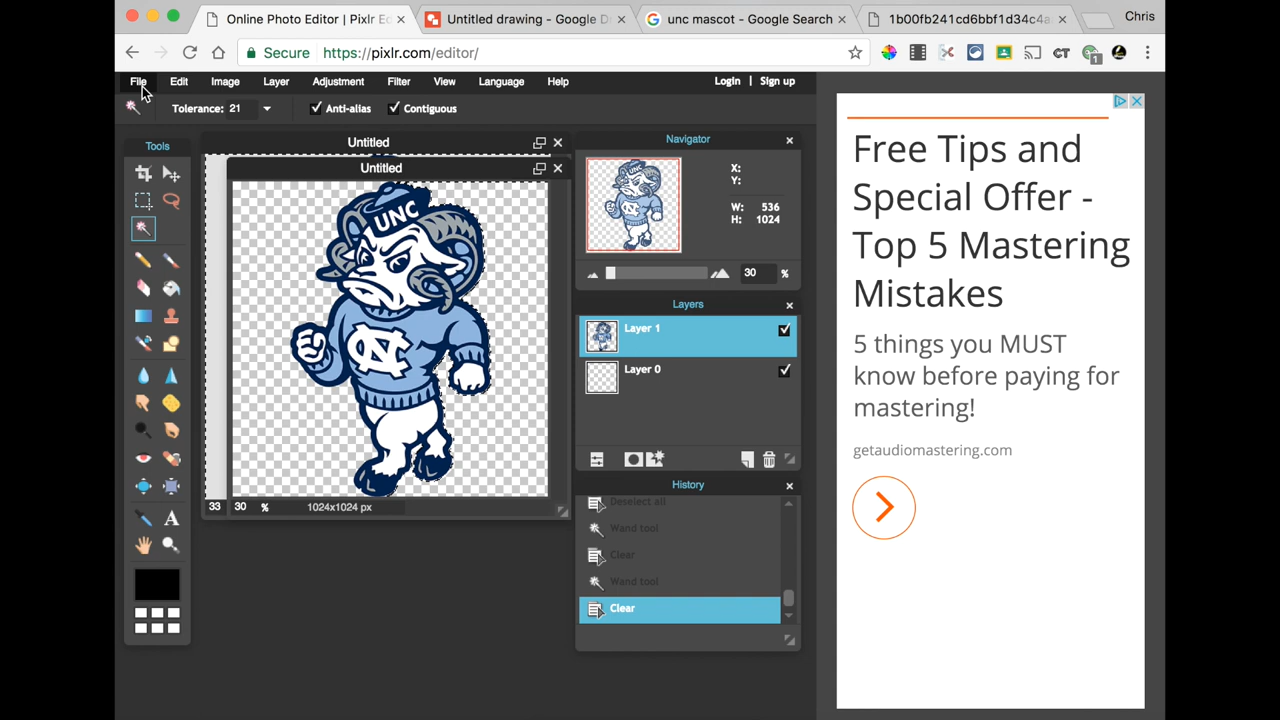 Online Photo Editor | Pixlr E
Untitled drawing - Google D
unc mascot - Google Search
1b00fb241cd6bbf1d34c4a
Chris
Secure https://pixlr.com/editor/
CT
1
File Edit Image Layer Adjustment Filter View Language Help Login | Sign up
Tolerance: 21 Anti-alias Contiguous
Tools
Untitled
Untitled
UNC
NC
33 30 % 1024x1024 px
A
Navigator
X:
Y:
W: 536
H: 1024
30 %
Layers
Layer 1
Layer 0
History
Deselect all
Wand tool
Clear
Wand tool
Clear
Free Tips and
Special Offer -
Top 5 Mastering
Mistakes
5 things you MUST
know before paying for
mastering!
getaudiomastering.com